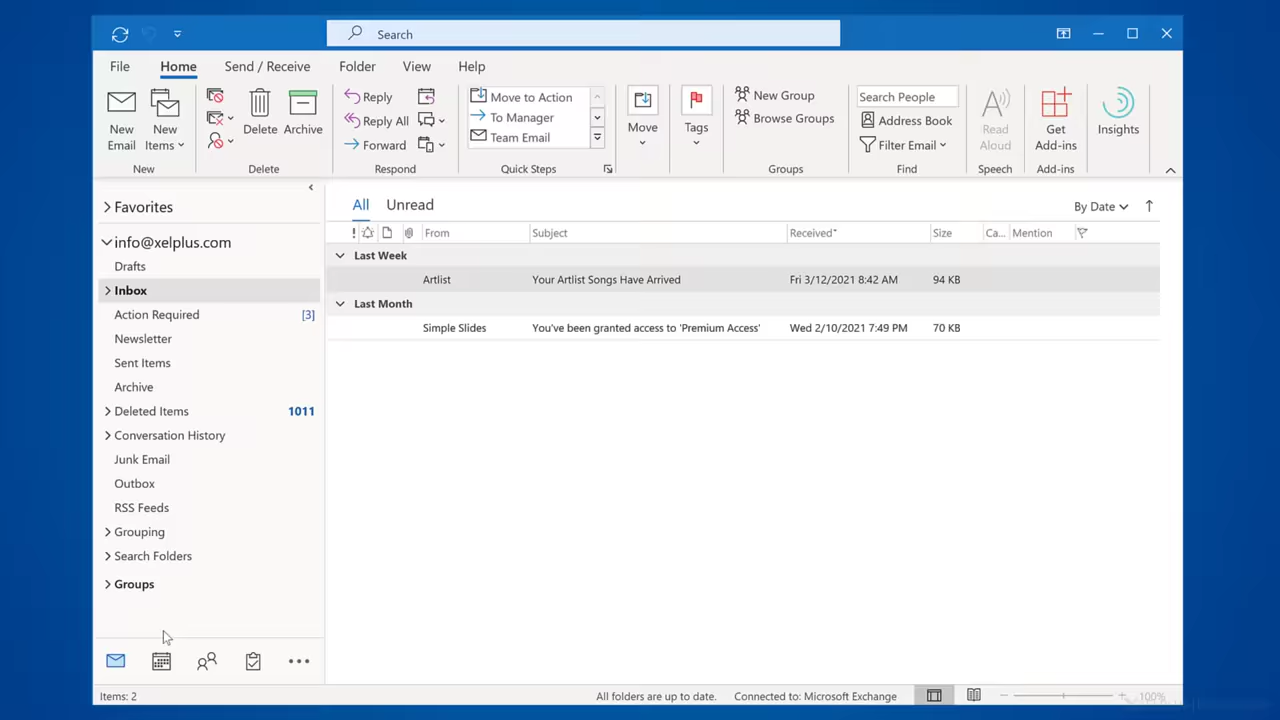 Search
File Home Send / Receive Folder View Help
New Email
New Items
Delete
Archive
Reply
Reply All
Forward
Move to Action
To Manager
Team Email
Move
Tags
New Group
Browse Groups
Search People
Address Book
Filter Email
Read Aloud
Get Add-ins
Insights
New Delete Respond Quick Steps Groups Find Speech Add-ins
Favorites
info@xelplus.com
Drafts
Inbox
Action Required [3]
Newsletter
Sent Items
Archive
Deleted Items 1011
Conversation History
Junk Email
Outbox
RSS Feeds
Grouping
Search Folders
Groups
All Unread By Date
! From Subject Received Size Ca... Mention
Last Week
Artlist Your Artlist Songs Have Arrived Fri 3/12/2021 8:42 AM 94 KB
Last Month
Simple Slides You've been granted access to 'Premium Access' Wed 2/10/2021 7:49 PM 70 KB
Items: 2 All folders are up to date. Connected to: Microsoft Exchange 100%